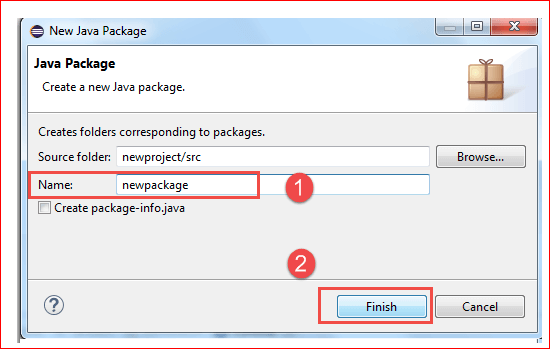 New Java Package
Java Package
Create a new Java package.
Creates folders corresponding to packages.
Source folder: newproject/src Browse...
Name: newpackage 1
Create package-info.java
2
? Finish Cancel